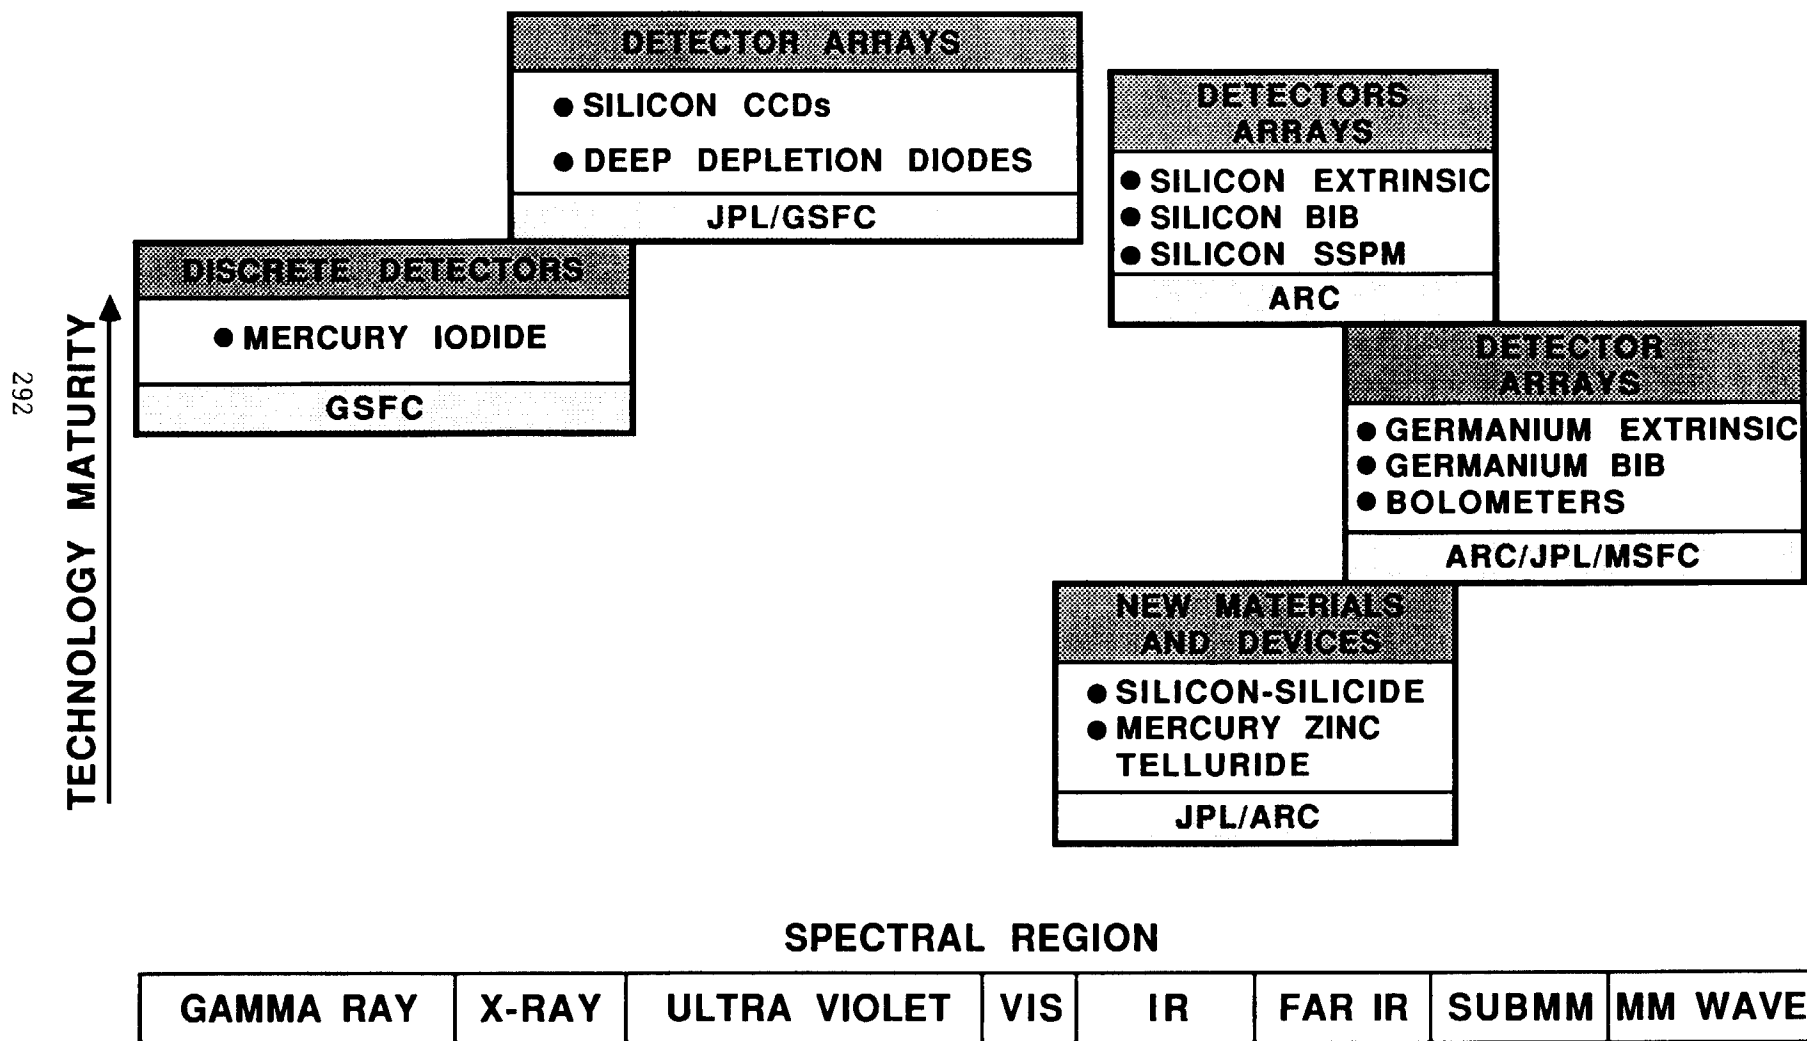 DETECTOR ARRAYS
SILICON CCDs
DEEP DEPLETION DIODES
JPL/GSFC
DETECTORS
ARRAYS
SILICON EXTRINSIC
SILICON BIB
SILICON SSPM
ARC
DISCRETE DETECTORS
MERCURY IODIDE
GSFC
DETECTOR
ARRAYS
GERMANIUM EXTRINSIC
GERMANIUM BIB
BOLOMETERS
ARC/JPL/MSFC
NEW MATERIALS
AND DEVICES
SILICON-SILICIDE
MERCURY ZINC
TELLURIDE
JPL/ARC
TECHNOLOGY MATURITY
292
SPECTRAL REGION
GAMMA RAY X-RAY ULTRA VIOLET VIS IR FAR IR SUBMM MM WAVE